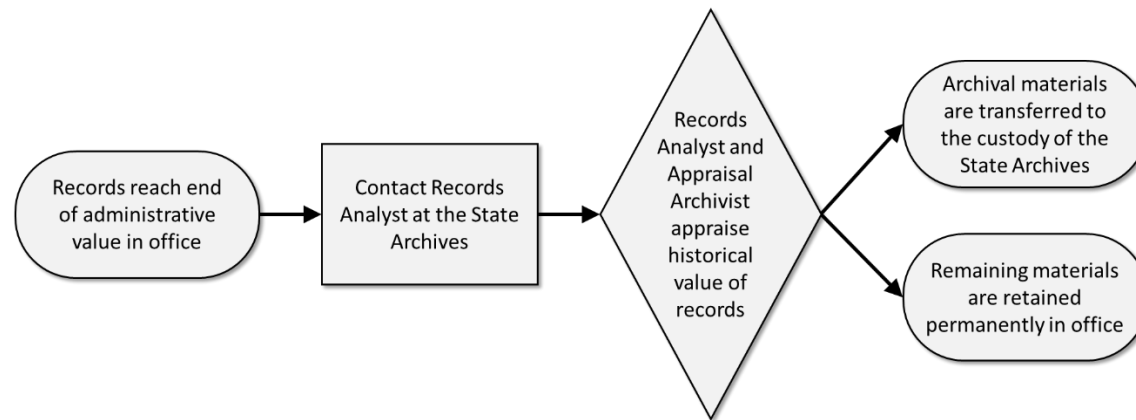 Records reach end
of administrative
value in office
Contact Records
Analyst at the State
Archives
Records
Analyst and
Appraisal
Archivist
appraise
historical
value of
records
Archival materials
are transferred to
the custody of the
State Archives
Remaining materials
are retained
permanently in office